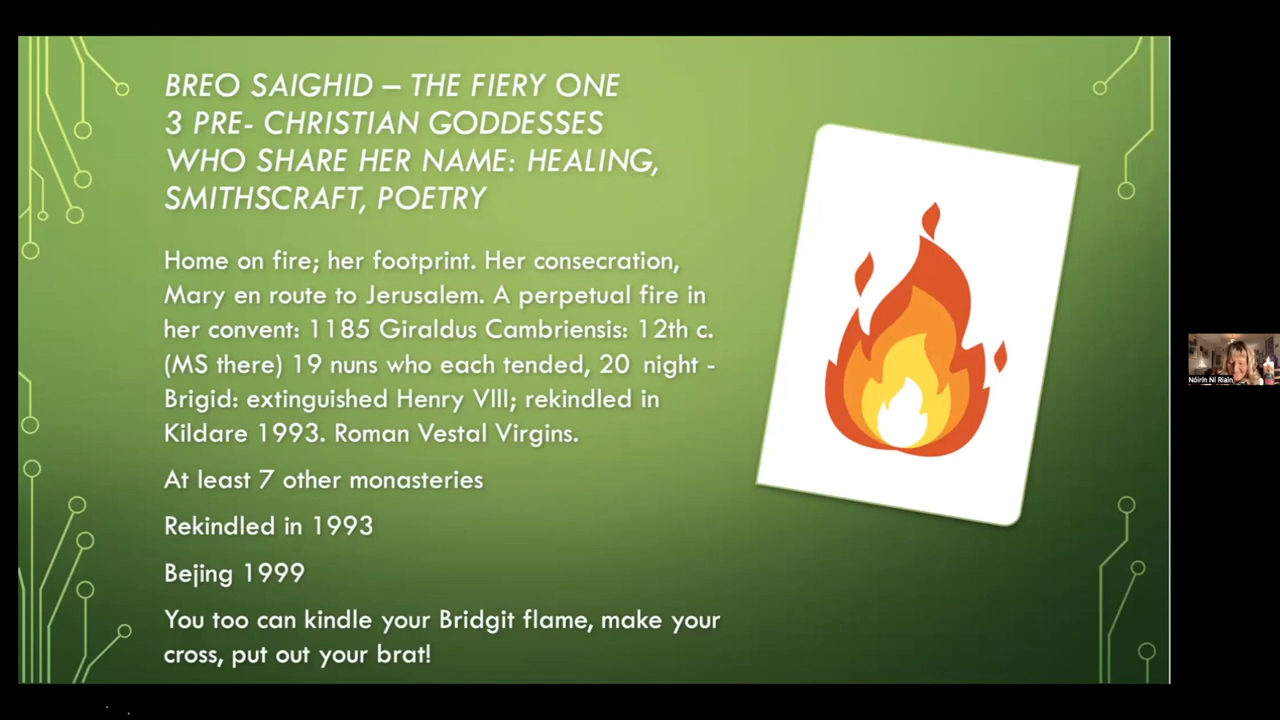 BREO SAIGHID – THE FIERY ONE
3 PRE- CHRISTIAN GODDESSES
WHO SHARE HER NAME: HEALING,
SMITHSCRAFT, POETRY
Home on fire; her footprint. Her consecration,
Mary en route to Jerusalem. A perpetual fire in
her convent: 1185 Giraldus Cambriensis: 12th c.
(MS there) 19 nuns who each tended, 20 night -
Brigid: extinguished Henry VIII; rekindled in
Kildare 1993. Roman Vestal Virgins.
At least 7 other monasteries
Rekindled in 1993
Bejing 1999
You too can kindle your Bridgit flame, make your
cross, put out your brat!
Nóirín Ní Riain